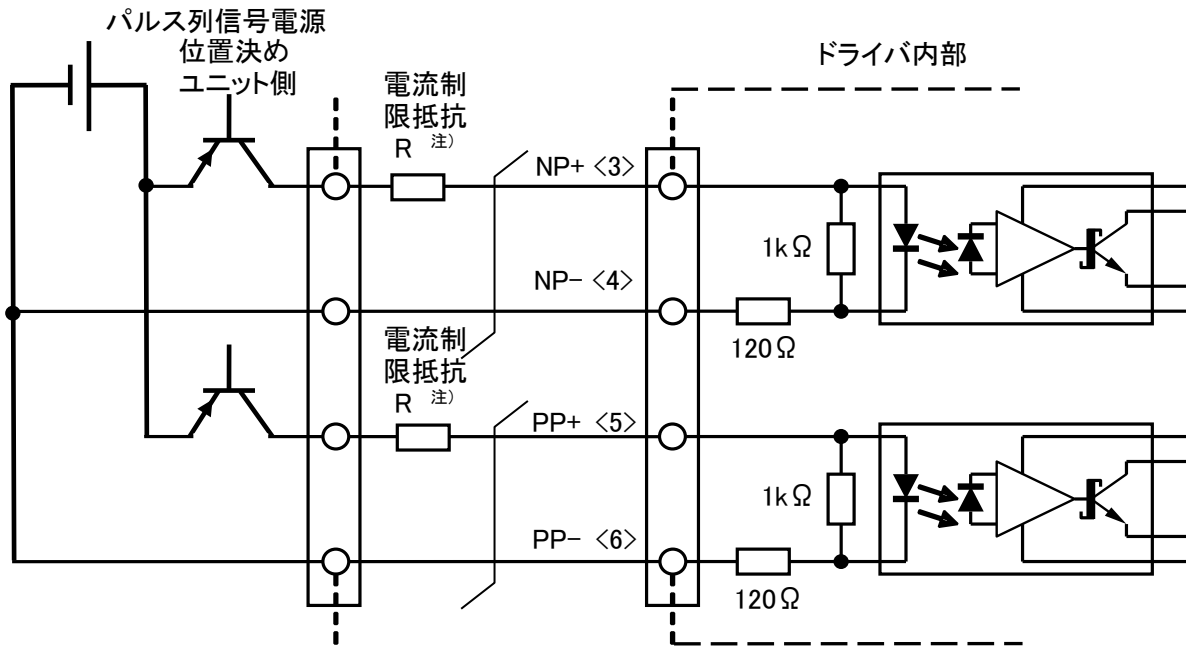 パルス列信号電源
位置決め
ユニット側
ドライバ内部
電流制
限抵抗
R 注)
NP+ <3>
1kΩ
NP- <4>
120Ω
電流制
限抵抗
R 注)
PP+ <5>
1kΩ
PP- <6>
120Ω